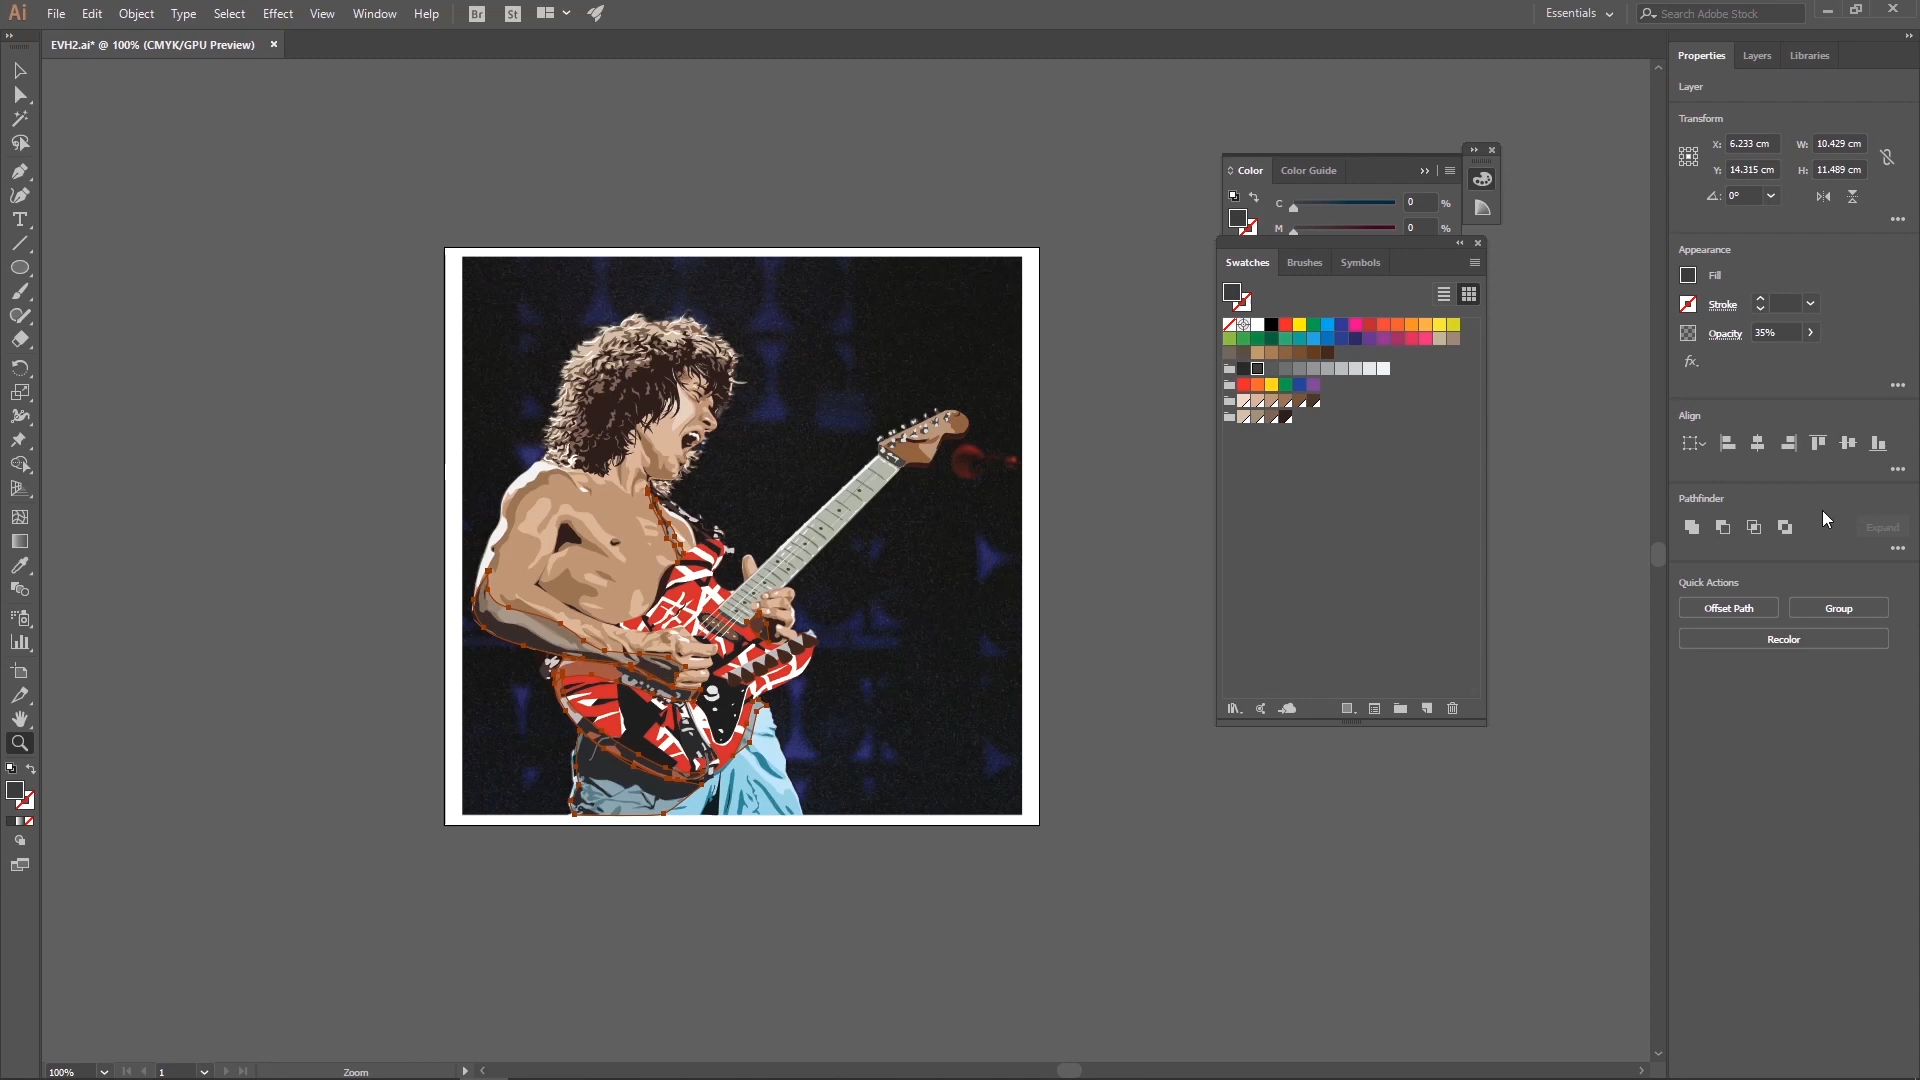 Ai File Edit Object Type Select Effect View Window Help Br St Essentials Search Adobe Stock
EVH2.ai* @ 100% (CMYK/GPU Preview) ×
Properties Layers Libraries
Layer
Transform
X: 6.233 cm W: 10.429 cm
Y: 14.315 cm H: 11.489 cm
0°
Appearance
Fill
Stroke
Opacity 35%
fx.
Align
Pathfinder
Expand
Quick Actions
Offset Path Group
Recolor
Color Color Guide
C 0 %
M 0 %
Swatches Brushes Symbols
100% 1 Zoom